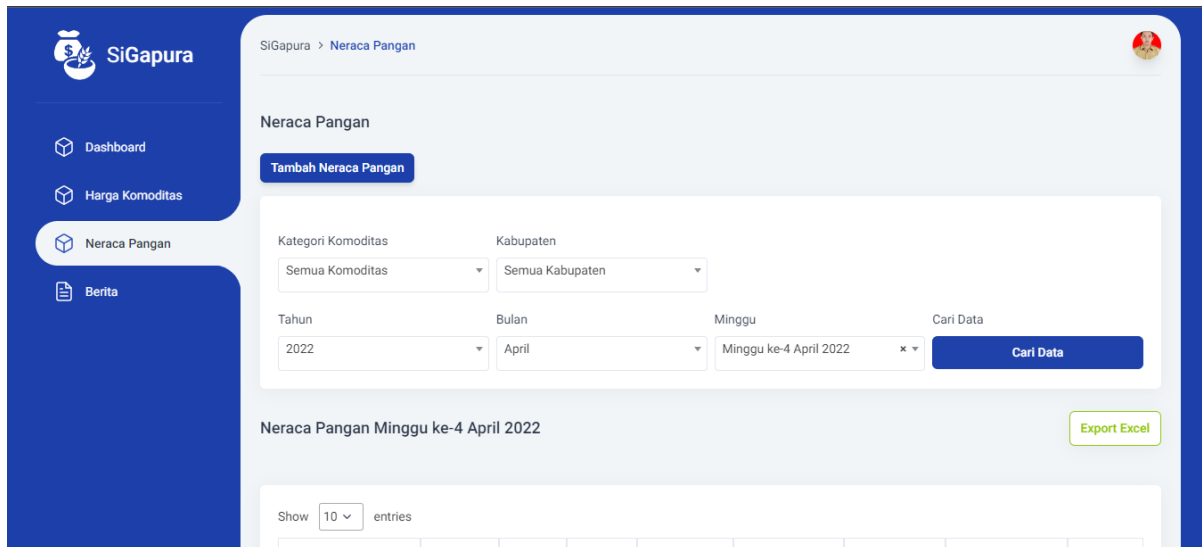 SiGapura
SiGapura > Neraca Pangan
Dashboard
Harga Komoditas
Neraca Pangan
Berita
Neraca Pangan
Tambah Neraca Pangan
Kategori Komoditas Kabupaten
Semua Komoditas Semua Kabupaten
Tahun Bulan Minggu Cari Data
2022 April Minggu ke-4 April 2022 × Cari Data
Neraca Pangan Minggu ke-4 April 2022 Export Excel
Show 10 entries